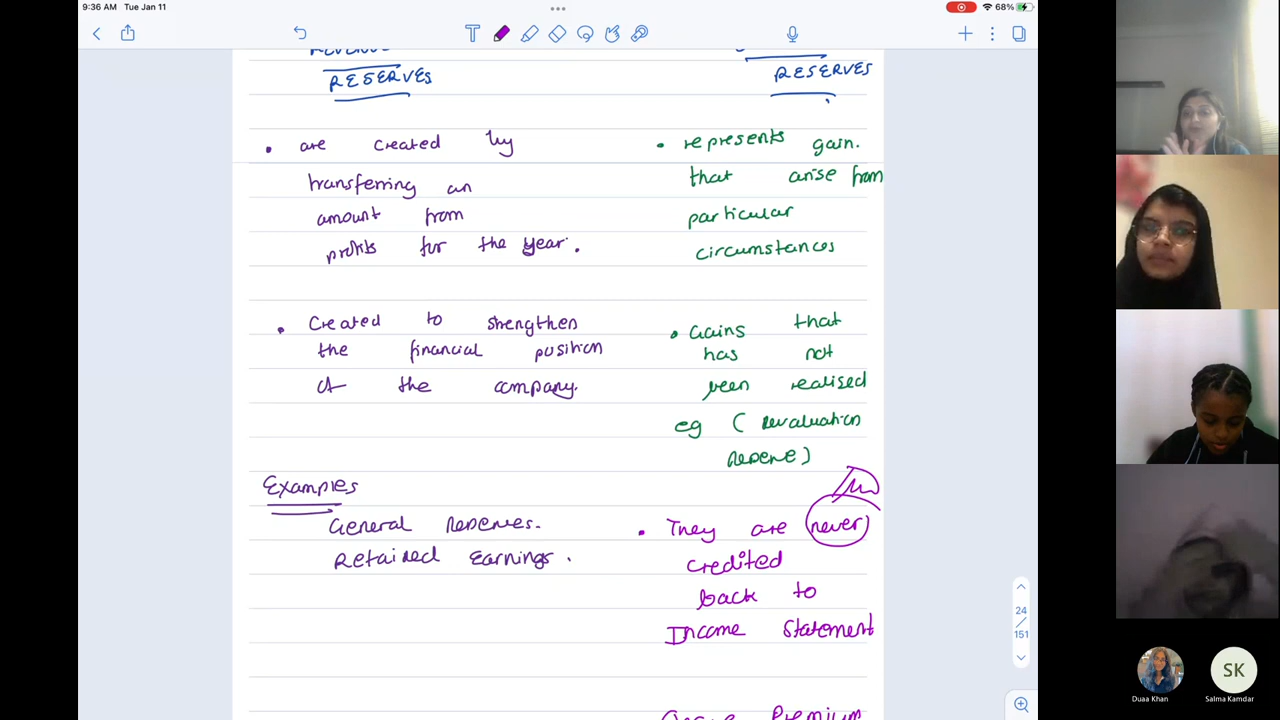 9:36 AM Tue Jan 11
68%
REVENUE
RESERVES
• are created by
transferring an
amount from
profits for the year.
• Created to strengthen
the financial position
of the company.
Examples
General Reserves.
Retained Earnings.
RESERVES
• represents gain.
that arise from
particular
circumstances
• Gains that
has not
been realised
eg (revaluation
reserve)
• They are never
credited
back to
Income Statement
Premium
24
/
151
SK
Duaa Khan
Salma Kamdar